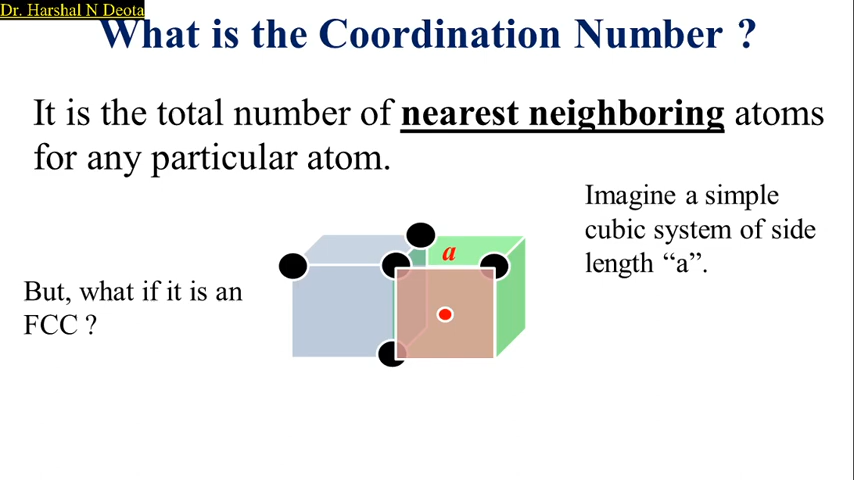 Dr. Harshal N Deota
What is the Coordination Number ?
It is the total number of nearest neighboring atoms
for any particular atom.
Imagine a simple
cubic system of side
length “a”.
a
But, what if it is an
FCC ?